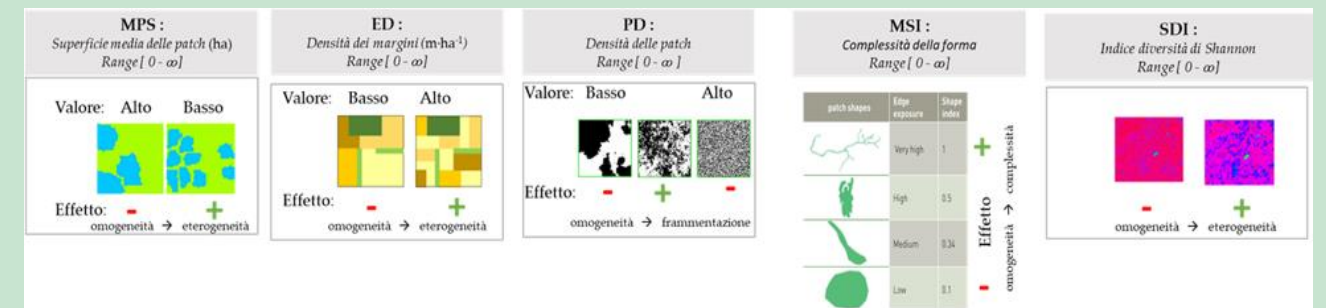 MPS :
Superficie media delle patch (ha)
Range[ 0 - ∞]
Valore: Alto Basso
Effetto: - +
omogeneità → eterogeneità
ED :
Densità dei margini (m·ha⁻¹)
Range[ 0 - ∞]
Valore: Basso Alto
Effetto: - +
omogeneità → eterogeneità
PD :
Densità delle patch
Range[ 0 - ∞ ]
Valore: Basso Alto
Effetto: - + -
omogeneità → frammentazione
MSI :
Complessità della forma
Range[ 0 - ∞]
patch shapes Edge exposure Shape index
Very high 1
High 0.5
Medium 0.34
Low 0.1
+ -
Effetto
omogeneità → complessità
SDI :
Indice diversità di Shannon
Range[ 0 - ∞]
- +
omogeneità → eterogeneità